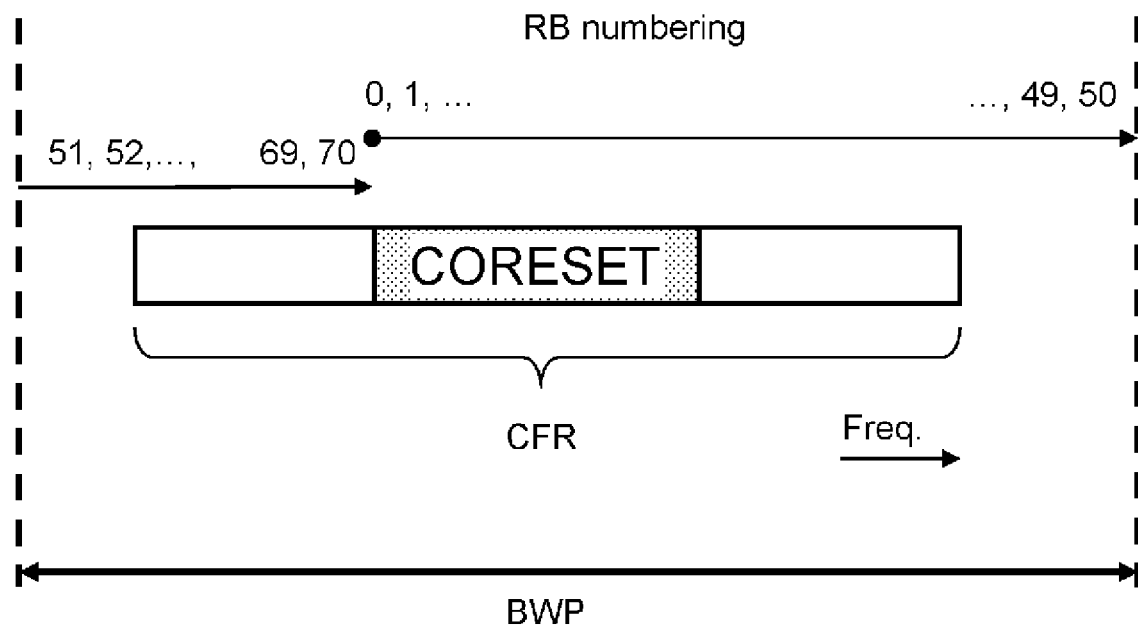 RB numbering
0, 1, ... ..., 49, 50
51, 52,..., 69, 70
CORESET
CFR
Freq.
BWP